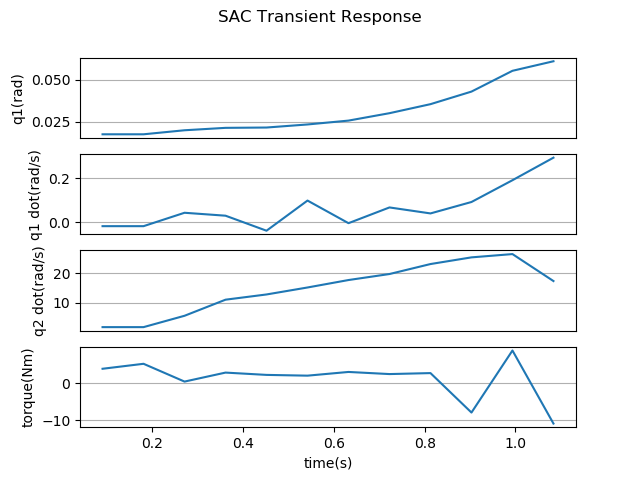 SAC Transient Response
q1(rad)
0.050
0.025
q1 dot(rad/s)
0.2
0.0
q2 dot(rad/s)
20
10
torque(Nm)
0
−10
0.2 0.4 0.6 0.8 1.0
time(s)